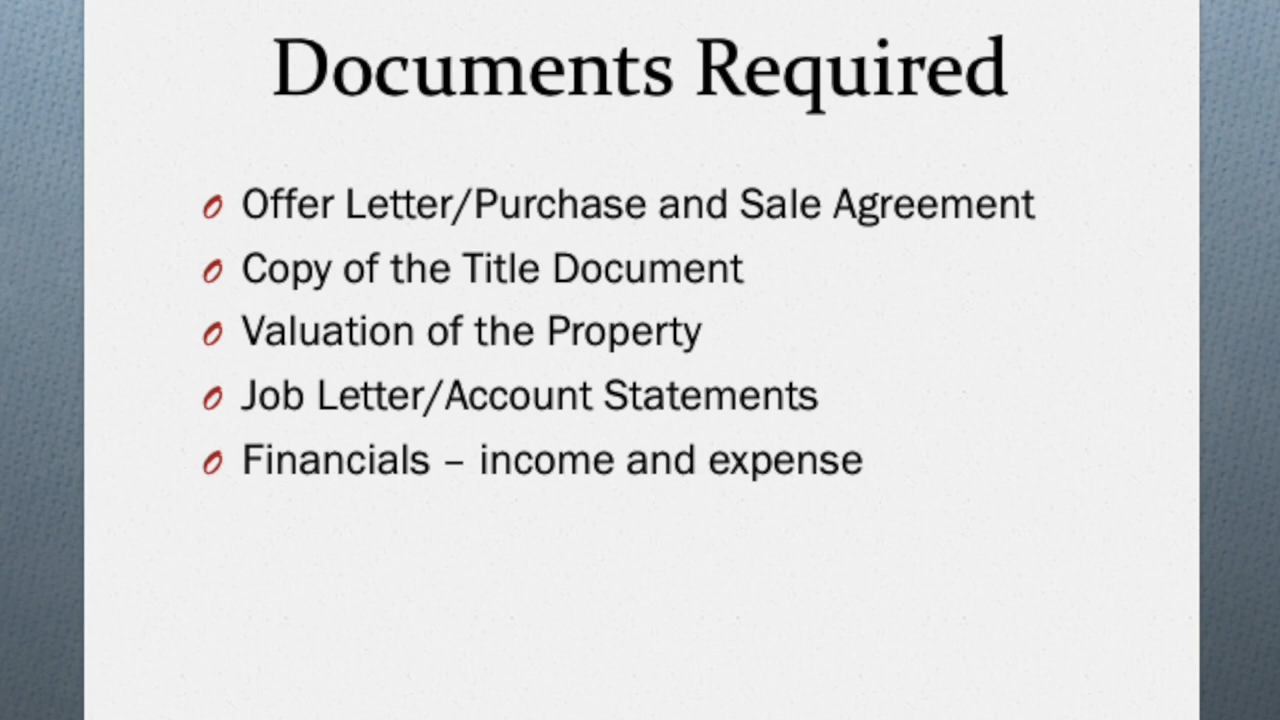 Documents Required
Offer Letter/Purchase and Sale Agreement
Copy of the Title Document
Valuation of the Property
Job Letter/Account Statements
Financials – income and expense